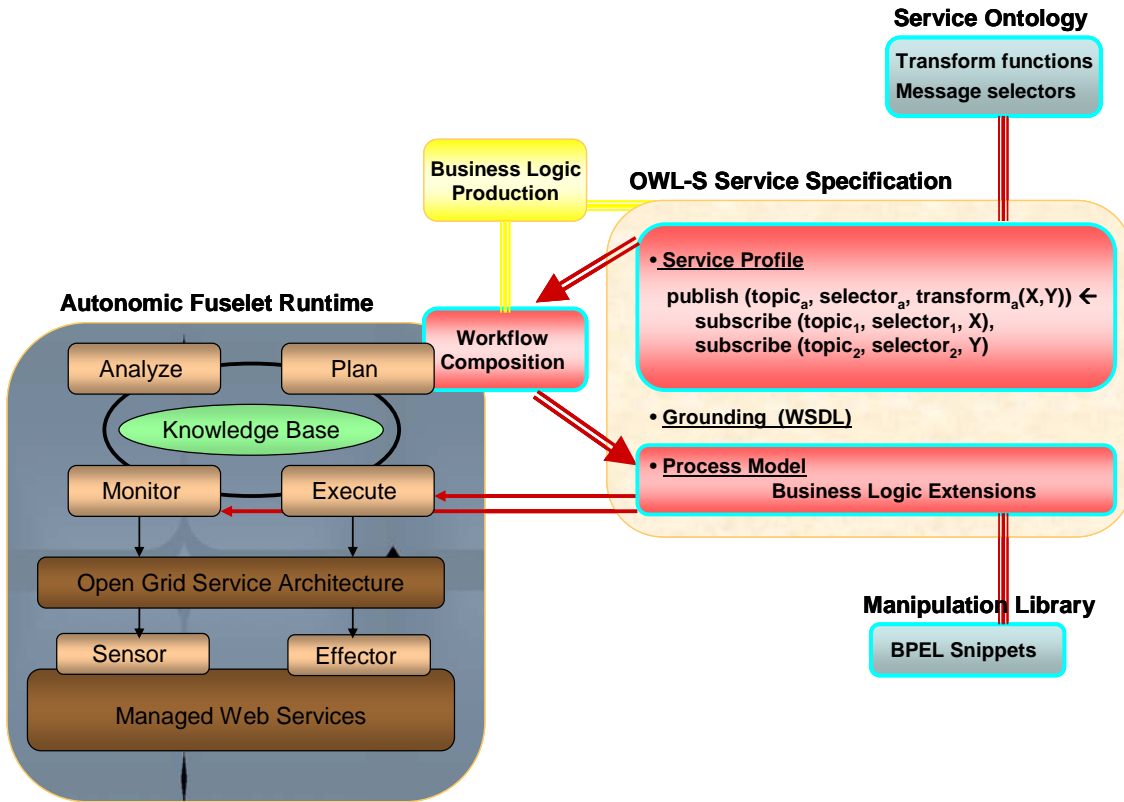 Service Ontology
Transform functions
Message selectors
Business Logic
Production
OWL-S Service Specification
• Service Profile
publish (topicₐ, selectorₐ, transformₐ(X,Y)) ←
subscribe (topic₁, selector₁, X),
subscribe (topic₂, selector₂, Y)
Autonomic Fuselet Runtime
Workflow
Composition
Analyze
Plan
Knowledge Base
• Grounding (WSDL)
• Process Model
Business Logic Extensions
Monitor
Execute
Open Grid Service Architecture
Manipulation Library
BPEL Snippets
Sensor
Effector
Managed Web Services